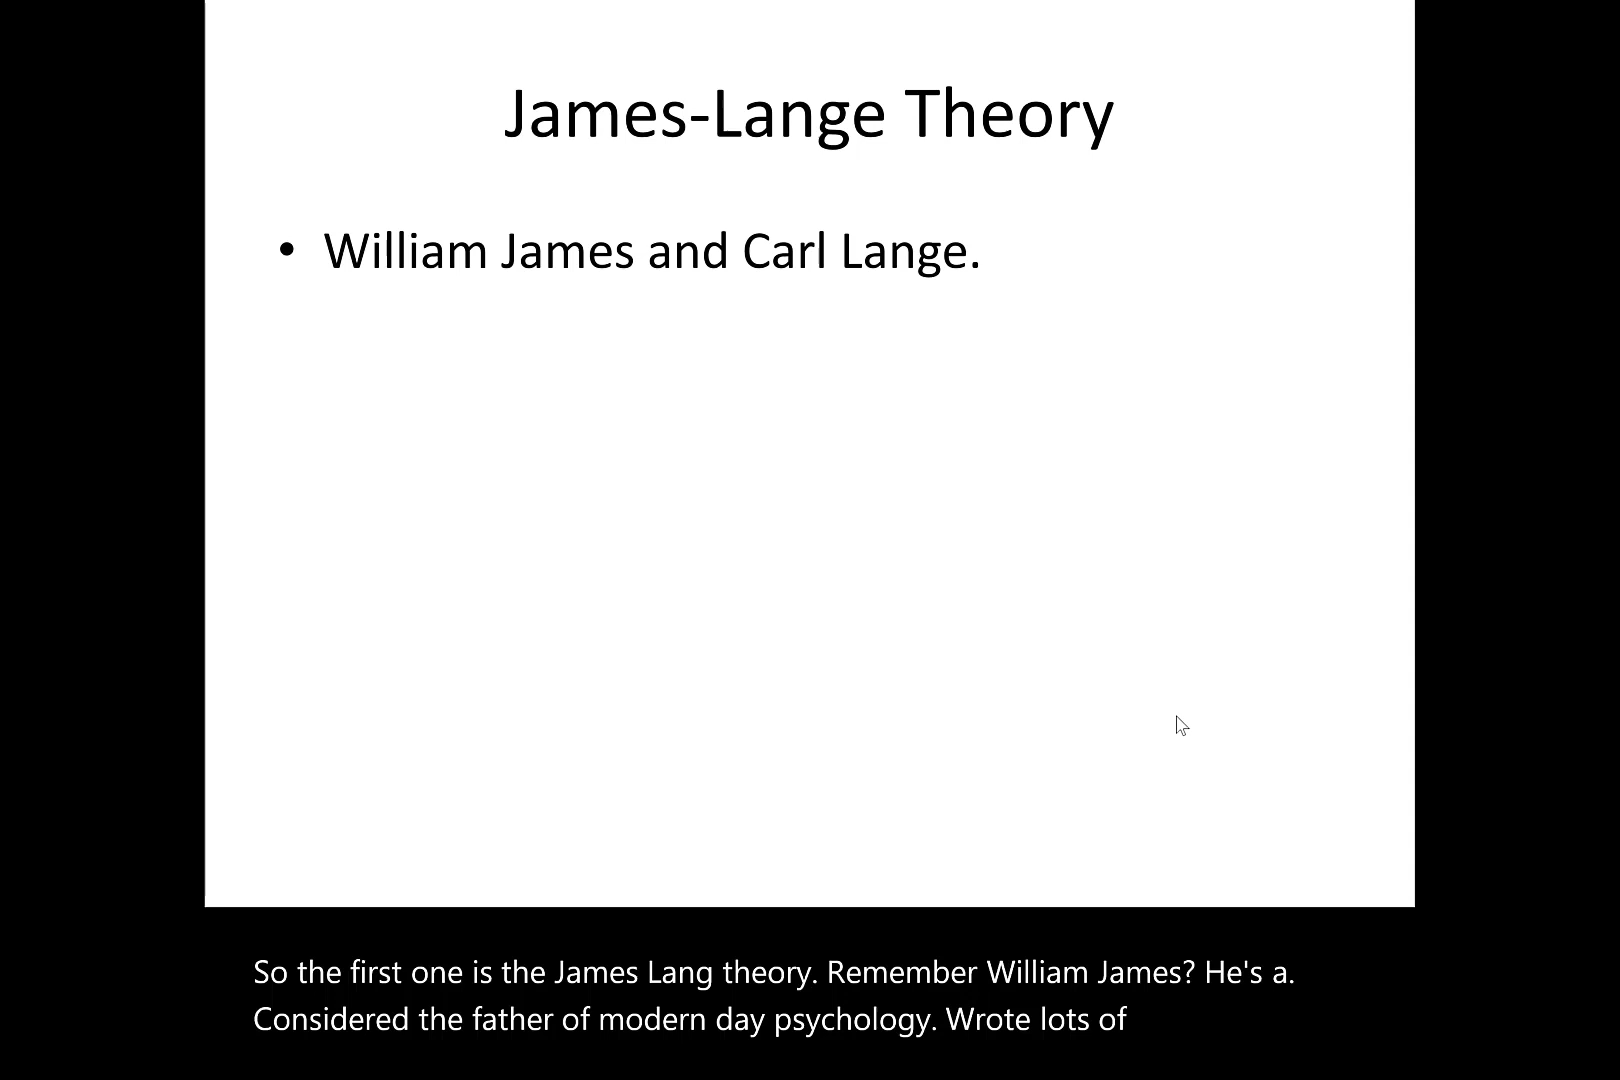 James-Lange Theory
• William James and Carl Lange.
So the first one is the James Lang theory. Remember William James? He's a.
Considered the father of modern day psychology. Wrote lots of